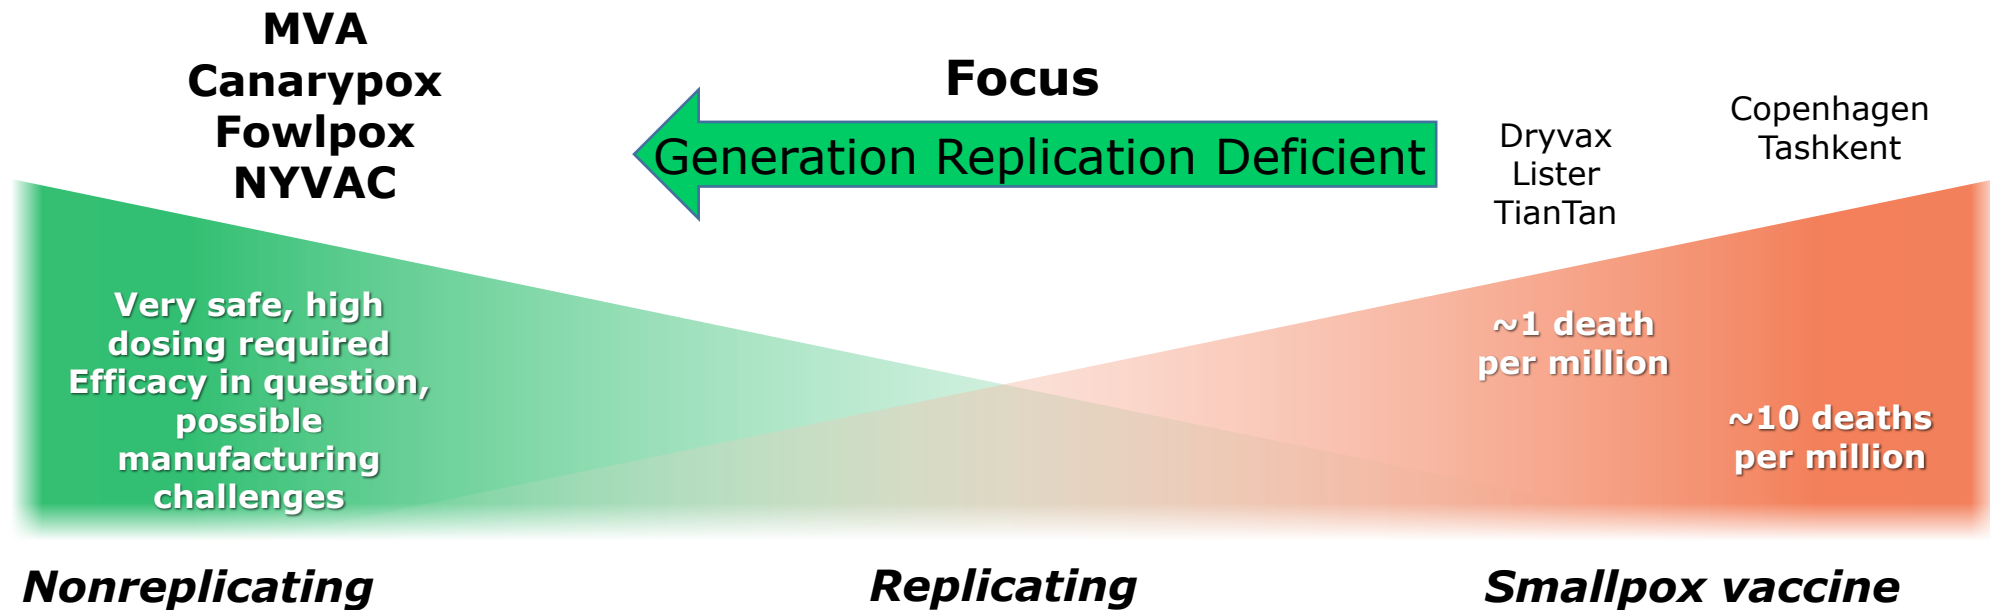 MVA
Canarypox
Fowlpox
NYVAC
Focus
Generation Replication Deficient
Dryvax
Lister
TianTan
Copenhagen
Tashkent
Very safe, high
dosing required
Efficacy in question,
possible
manufacturing
challenges
~1 death
per million
~10 deaths
per million
Nonreplicating
Replicating
Smallpox vaccine